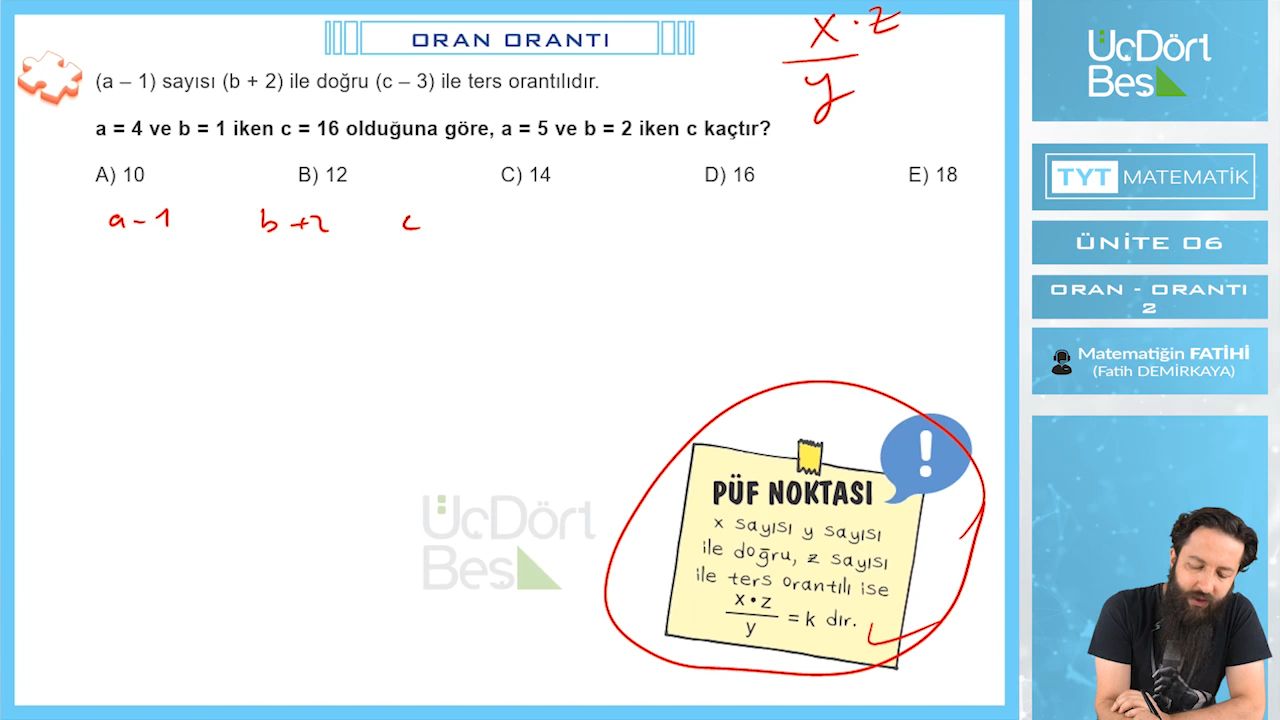 ORAN ORANTI
x · z
y
(a – 1) sayısı (b + 2) ile doğru (c – 3) ile ters orantılıdır.
a = 4 ve b = 1 iken c = 16 olduğuna göre, a = 5 ve b = 2 iken c kaçtır?
A) 10 B) 12 C) 14 D) 16 E) 18
a – 1 b + 2 c
PÜF NOKTASI
x sayısı y sayısı
ile doğru, z sayısı
ile ters orantılı ise
x • z
y
= k dır.
!
ÜçDört
Beş
ÜçDört
Beş
TYT MATEMATİK
ÜNİTE 06
ORAN - ORANTI
2
Matematiğin FATİHİ
(Fatih DEMİRKAYA)